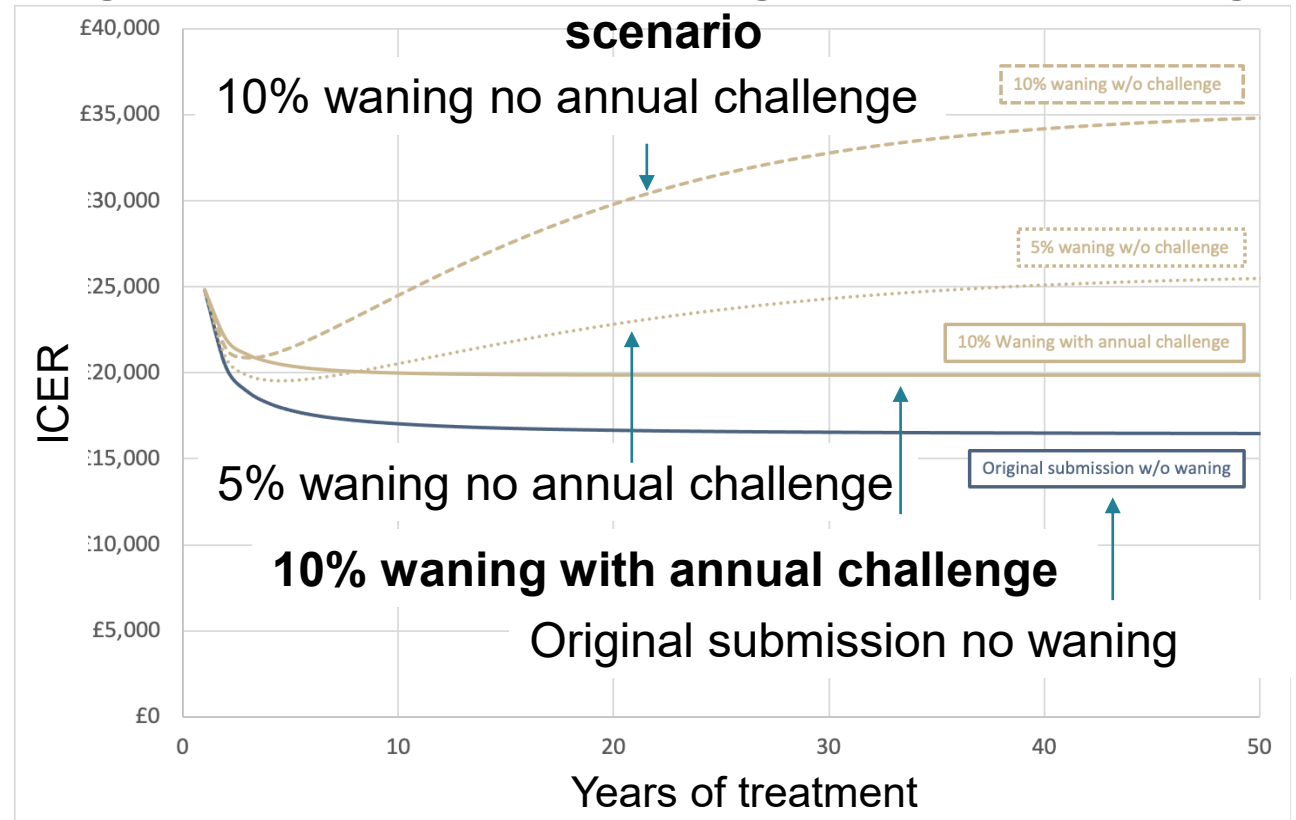 scenario
£40,000
10% waning w/o challenge
10% waning no annual challenge
£35,000
£30,000
5% waning w/o challenge
£25,000
10% Waning with annual challenge
£20,000
ICER
Original submission w/o waning
£15,000
5% waning no annual challenge
£10,000
10% waning with annual challenge
£5,000
Original submission no waning
£0
0 10 20 30 40 50
Years of treatment